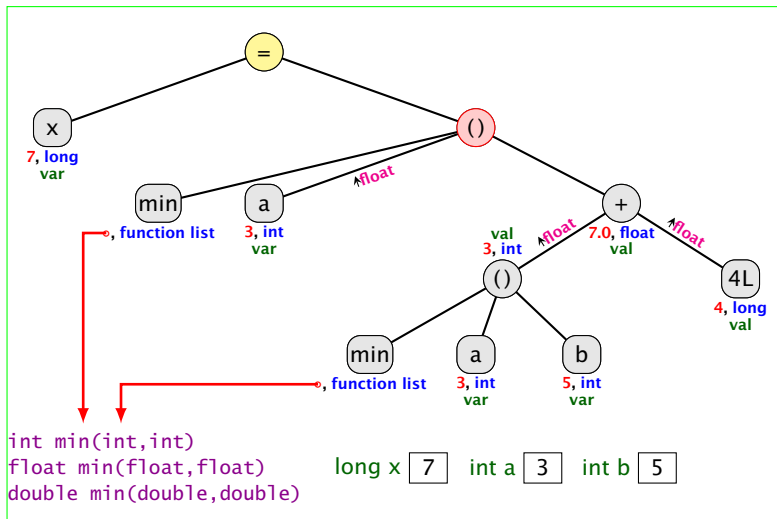 =
x
7, long
var
()
min
, function list
a
3, int
var
float
+
7.0, float
val
float
float
val
3, int
()
4L
4, long
val
min
, function list
a
3, int
var
b
5, int
var
int min(int,int)
float min(float,float)
double min(double,double)
long x 7 int a 3 int b 5